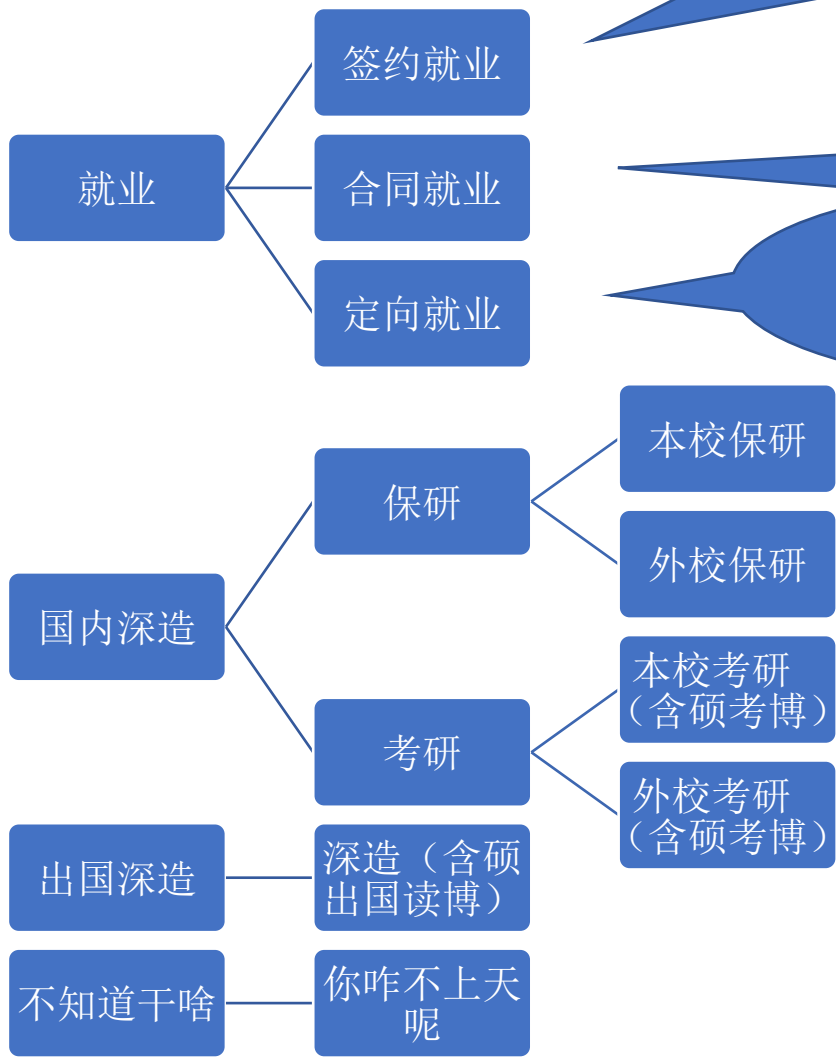 签约就业
就业
合同就业
定向就业
本校保研
保研
外校保研
国内深造
本校考研
（含硕考博）
考研
外校考研
（含硕考博）
出国深造
深造（含硕
出国读博）
不知道干啥
你咋不上天
呢